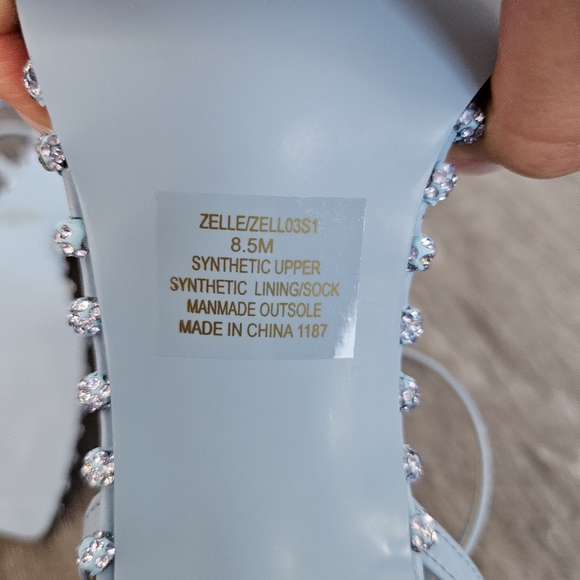 ZELLE/ZELL03S1
8.5M
SYNTHETIC UPPER
SYNTHETIC LINING/SOCK
MANMADE OUTSOLE
MADE IN CHINA 1187